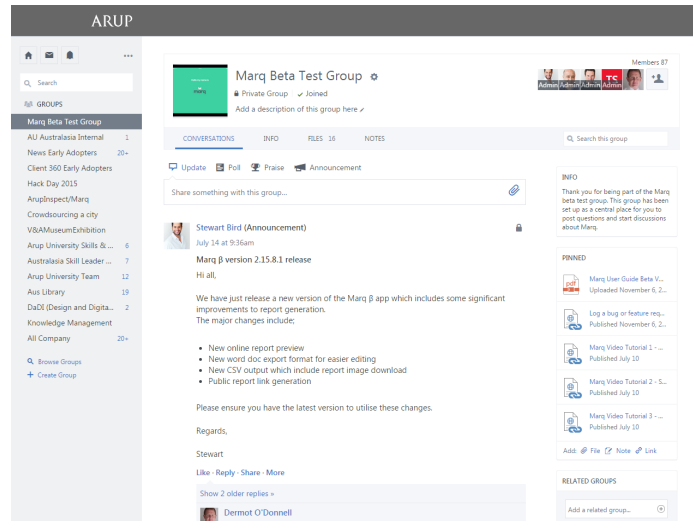 ARUP
Search
GROUPS
Marq Beta Test Group
AU Australasia Internal 1
News Early Adopters 20+
Client 360 Early Adopters
Hack Day 2015
ArupInspect/Marq
Crowdsourcing a city
V&AMuseumExhibition
Arup University Skills & ... 6
Australasia Skill Leader ... 7
Arup University Team 12
Aus Library 19
DaDI (Design and Digita... 2
Knowledge Management
All Company 20+
Browse Groups
+ Create Group
marq
Marq Beta Test Group
Private Group Joined
Add a description of this group here
Members 87
Admin Admin Admin Admin
TS
CONVERSATIONS INFO FILES 16 NOTES
Search this group
Update Poll Praise Announcement
Share something with this group...
Stewart Bird (Announcement)
July 14 at 9:36am
Marq β version 2.15.8.1 release
Hi all,
We have just release a new version of the Marq β app which includes some significant
improvements to report generation.
The major changes include;
• New online report preview
• New word doc export format for easier editing
• New CSV output which include report image download
• Public report link generation
Please ensure you have the latest version to utilise these changes.
Regards,
Stewart
Like · Reply · Share · More
Show 2 older replies »
Dermot O'Donnell
INFO
Thank you for being part of the Marq
beta test group. This group has been
set up as a central place for you to
post questions and start discussions
about Marq.
PINNED
pdf
Marq User Guide Beta V...
Uploaded November 6, 2...
Log a bug or feature req...
Published November 6, 2...
Marq Video Tutorial 1 - ...
Published July 10
Marq Video Tutorial 2 - S...
Published July 10
Marq Video Tutorial 3 - ...
Published July 10
Add: File Note Link
RELATED GROUPS
Add a related group...